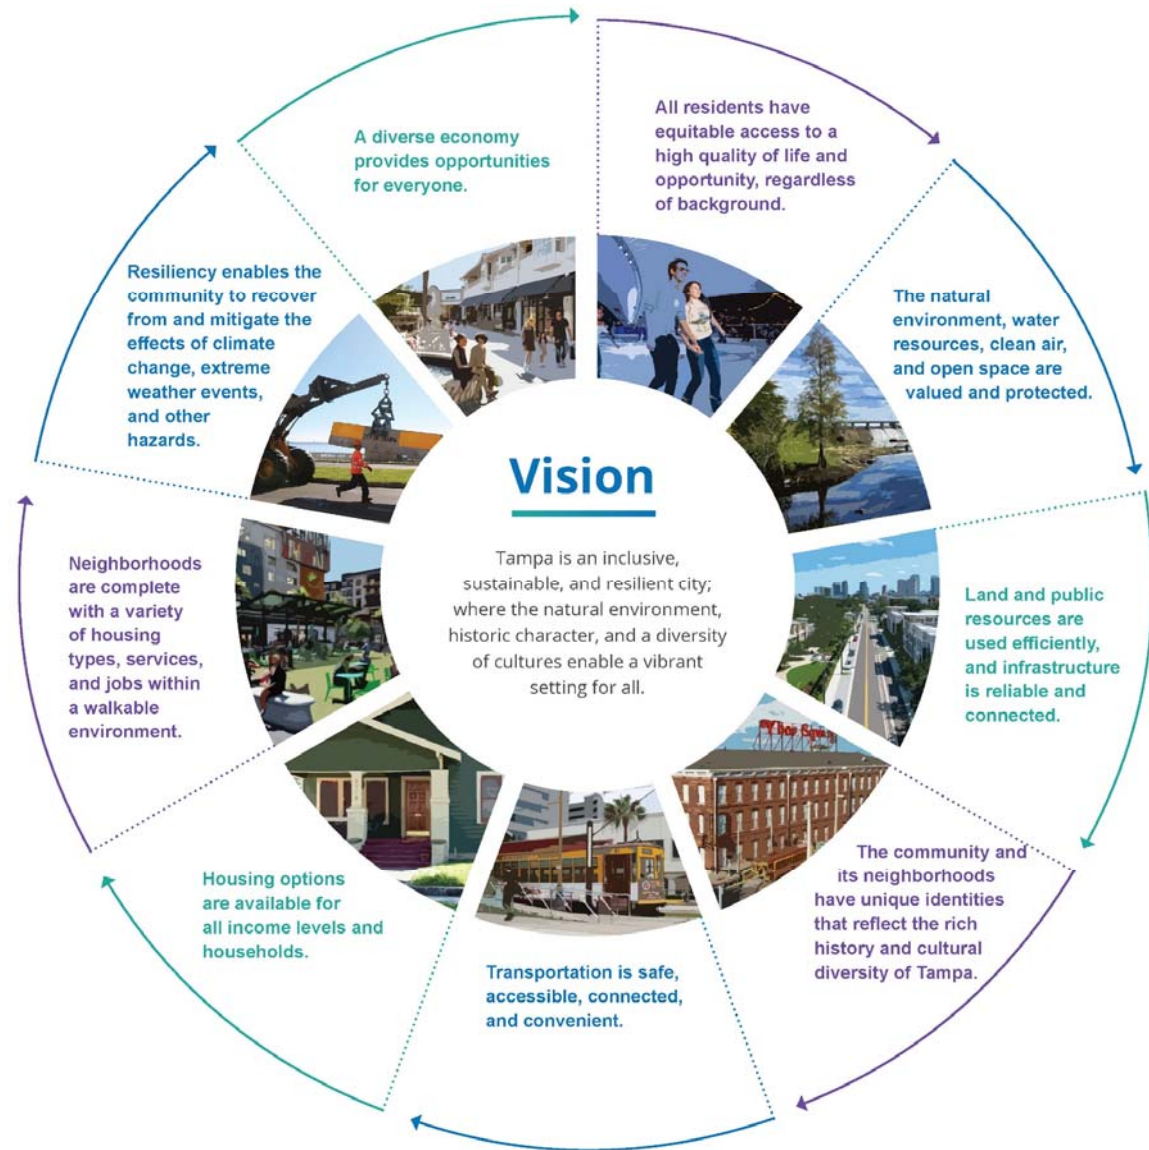 Vision
Tampa is an inclusive,
sustainable, and resilient city;
where the natural environment,
historic character, and a diversity
of cultures enable a vibrant
setting for all.
All residents have
equitable access to a
high quality of life and
opportunity, regardless
of background.
The natural
environment, water
resources, clean air,
and open space are
valued and protected.
Land and public
resources are
used efficiently,
and infrastructure
is reliable and
connected.
The community and
its neighborhoods
have unique identities
that reflect the rich
history and cultural
diversity of Tampa.
Transportation is safe,
accessible, connected,
and convenient.
Housing options
are available for
all income levels and
households.
Neighborhoods
are complete
with a variety
of housing
types, services,
and jobs within
a walkable
environment.
Resiliency enables the
community to recover
from and mitigate the
effects of climate
change, extreme
weather events,
and other
hazards.
A diverse economy
provides opportunities
for everyone.